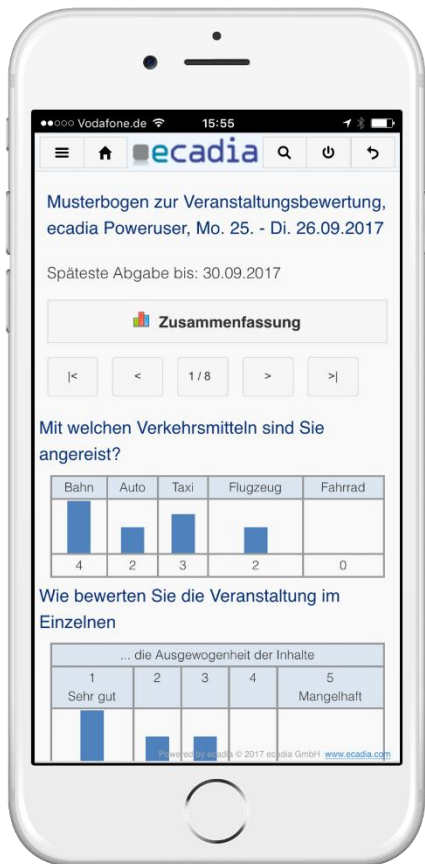 Vodafone.de 15:55
ecadia
Musterbogen zur Veranstaltungsbewertung,
ecadia Poweruser, Mo. 25. - Di. 26.09.2017
Späteste Abgabe bis: 30.09.2017
Zusammenfassung
|< < 1 / 8 > >|
Mit welchen Verkehrsmitteln sind Sie
angereist?
Bahn Auto Taxi Flugzeug Fahrrad
4 2 3 2 0
Wie bewerten Sie die Veranstaltung im
Einzelnen
... die Ausgewogenheit der Inhalte
1 2 3 4 5
Sehr gut Mangelhaft
Powered by ecadia © 2017 ecadia GmbH www.ecadia.com